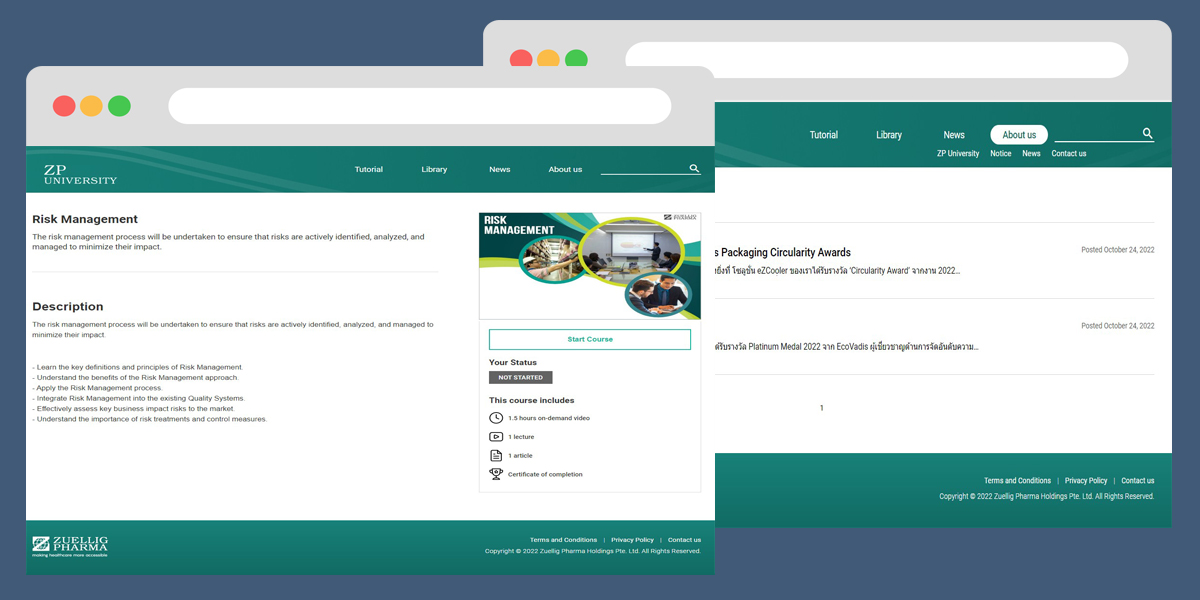 ZP
UNIVERSITY
Tutorial
Library
News
About us
Risk Management
The risk management process will be undertaken to ensure that risks are actively identified, analyzed, and
managed to minimize their impact.
Description
The risk management process will be undertaken to ensure that risks are actively identified, analyzed, and managed to
minimize their impact.
- Learn the key definitions and principles of Risk Management.
- Understand the benefits of the Risk Management approach.
- Apply the Risk Management process.
- Integrate Risk Management into the existing Quality Systems.
- Effectively assess key business impact risks to the market.
- Understand the importance of risk treatments and control measures.
RISK
MANAGEMENT
ZUELLIG
PHARMA
Start Course
Your Status
NOT STARTED
This course includes
1.5 hours on-demand video
1 lecture
1 article
Certificate of completion
ZUELLIG
PHARMA
making healthcare more accessible
Terms and Conditions | Privacy Policy | Contact us
Copyright © 2022 Zuellig Pharma Holdings Pte. Ltd. All Rights Reserved.
Tutorial
Library
News
About us
ZP University
Notice
News
Contact us
s Packaging Circularity Awards
Posted October 24, 2022
ยิ่งที่ โซลูชั่น eZCooler ของเราได้รับรางวัล 'Circularity Award' จากงาน 2022...
Posted October 24, 2022
ด้รับรางวัล Platinum Medal 2022 จาก EcoVadis ผู้เชี่ยวชาญด้านการจัดอันดับความ...
1
Terms and Conditions | Privacy Policy | Contact us
Copyright © 2022 Zuellig Pharma Holdings Pte. Ltd. All Rights Reserved.